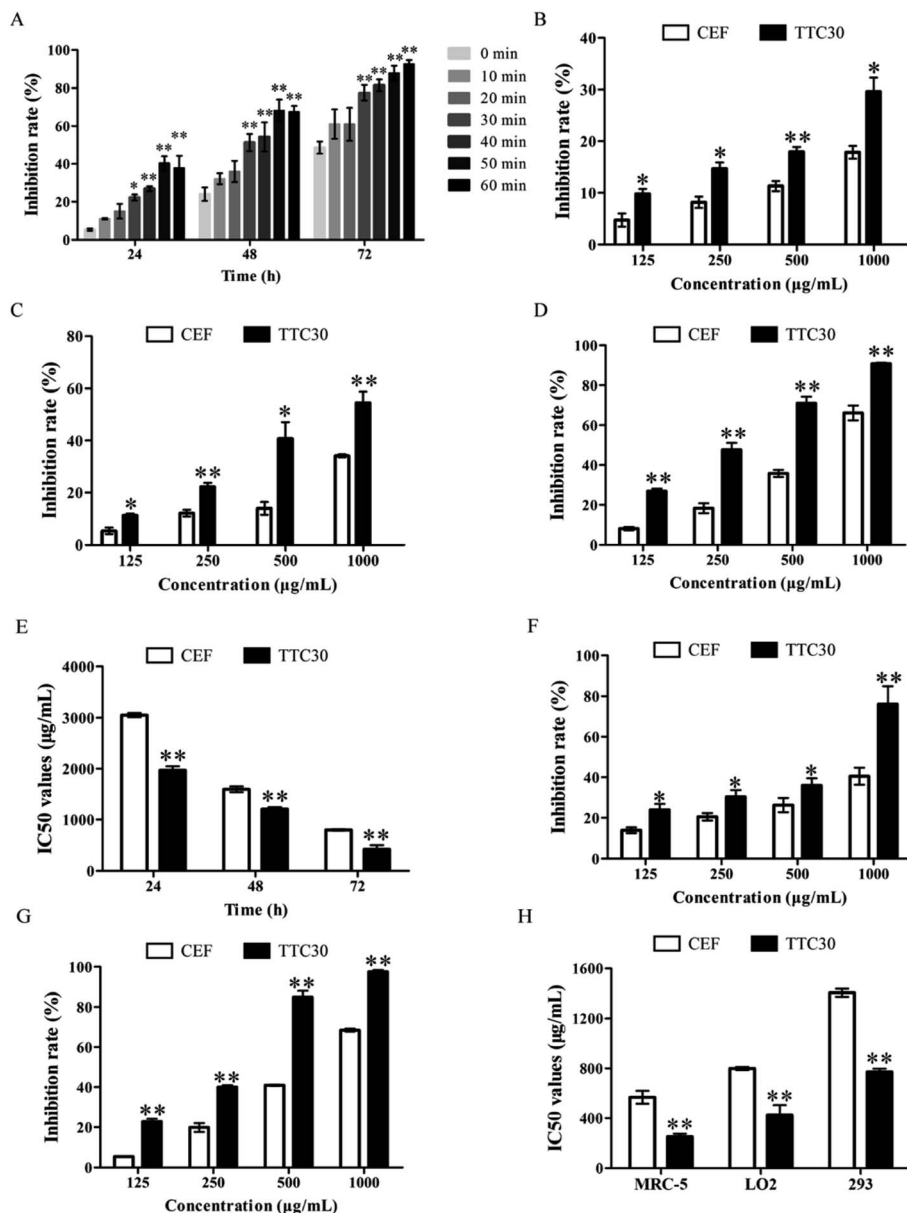 A
100
80
60
40
20
0
Inhibition rate (%)
* ** ** **
** ** ** **
** ** ** **
24 48 72
Time (h)
0 min
10 min
20 min
30 min
40 min
50 min
60 min
B
CEF TTC30
40
30
20
10
0
Inhibition rate (%)
* * ** *
125 250 500 1000
Concentration (μg/mL)
C
CEF TTC30
80
60
40
20
0
Inhibition rate (%)
* ** * **
125 250 500 1000
Concentration (μg/mL)
D
CEF TTC30
100
80
60
40
20
0
Inhibition rate (%)
** ** ** **
125 250 500 1000
Concentration (μg/mL)
E
CEF TTC30
4000
3000
2000
1000
0
IC50 values (μg/mL)
** ** **
24 48 72
Time (h)
F
CEF TTC30
100
80
60
40
20
0
Inhibition rate (%)
* * * **
125 250 500 1000
Concentration (μg/mL)
G
CEF TTC30
100
80
60
40
20
0
Inhibition rate (%)
** ** ** **
125 250 500 1000
Concentration (μg/mL)
H
CEF TTC30
1600
1200
800
400
0
IC50 values (μg/mL)
** ** **
MRC-5 LO2 293